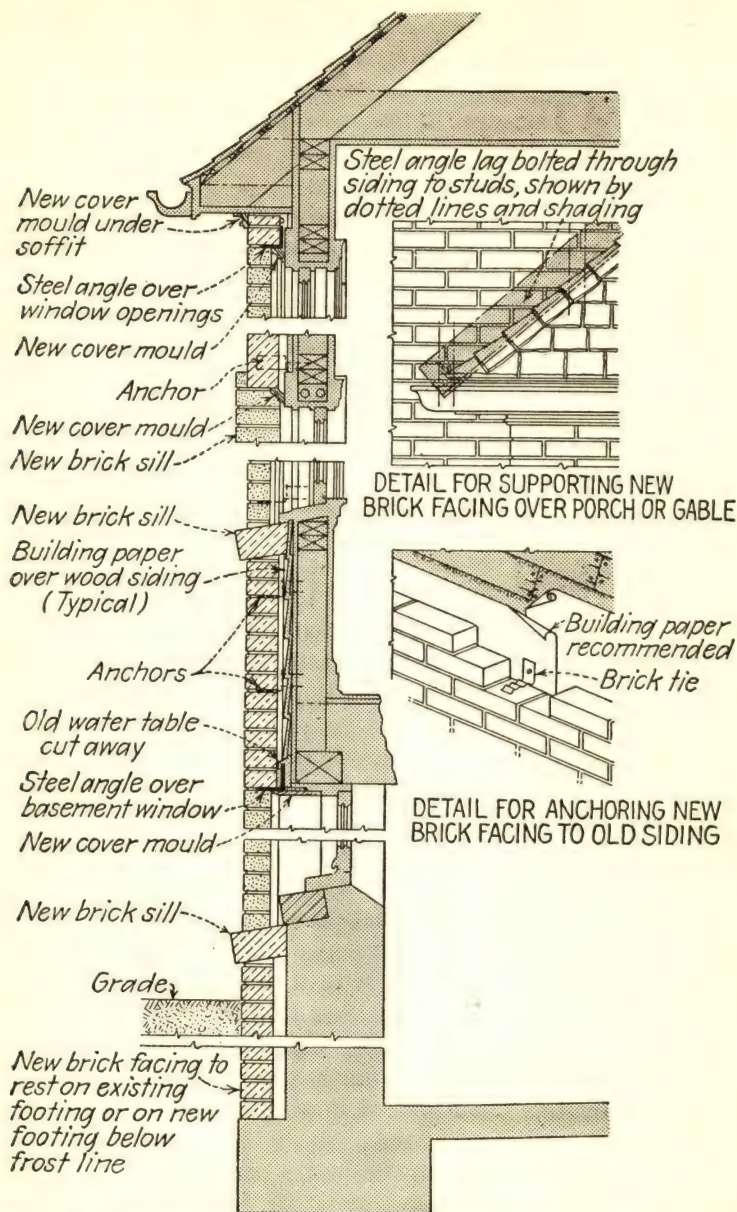 New cover
mould under
soffit
Steel angle over
window openings
New cover mould
Anchor
New cover mould
New brick sill
New brick sill
Building paper
over wood siding
(Typical)
Anchors
Old water table
cut away
Steel angle over
basement window
New cover mould
New brick sill
Grade
New brick facing to
rest on existing
footing or on new
footing below
frost line
Steel angle lag bolted through
siding to studs, shown by
dotted lines and shading
DETAIL FOR SUPPORTING NEW
BRICK FACING OVER PORCH OR GABLE
Building paper
recommended
Brick tie
DETAIL FOR ANCHORING NEW
BRICK FACING TO OLD SIDING